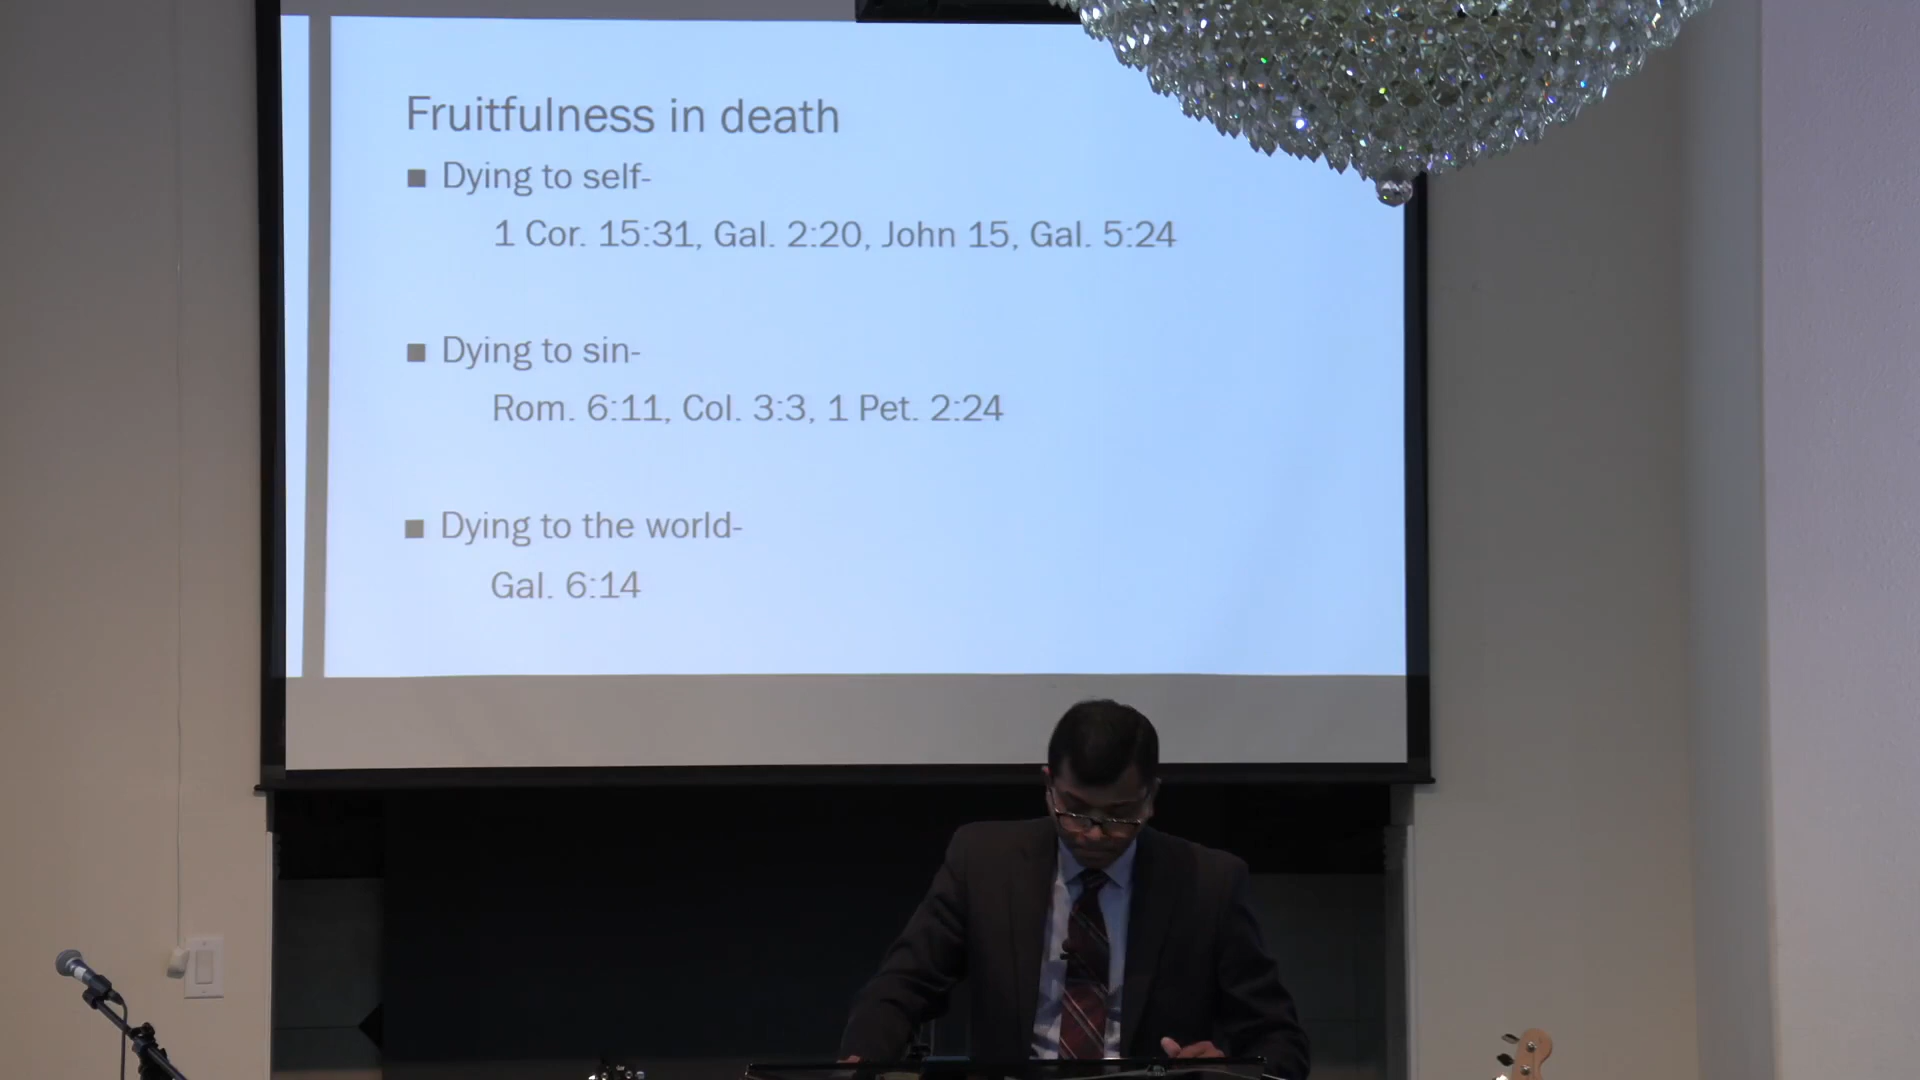 Fruitfulness in death
■ Dying to self-
1 Cor. 15:31, Gal. 2:20, John 15, Gal. 5:24
■ Dying to sin-
Rom. 6:11, Col. 3:3, 1 Pet. 2:24
■ Dying to the world-
Gal. 6:14